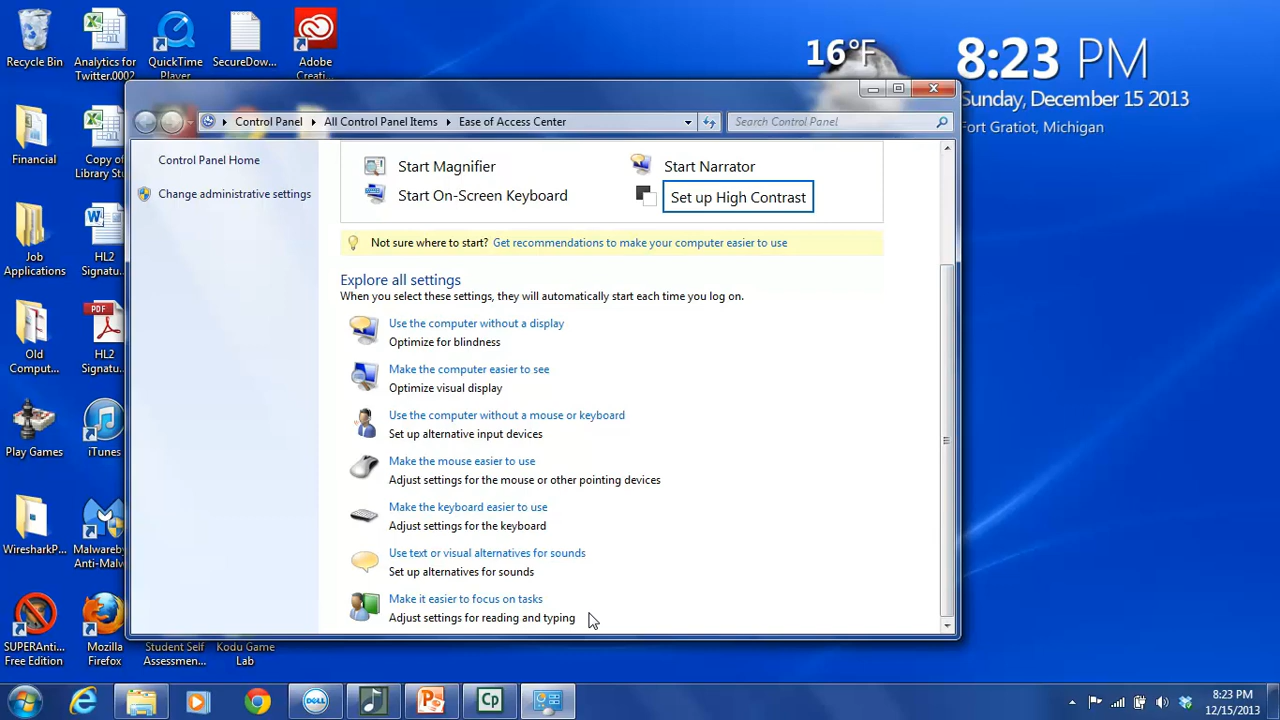 Recycle Bin
Analytics for
Twitter.0002
QuickTime
Player
SecureDow...
Adobe
Creati...
16°F
8:23 PM
Sunday, December 15 2013
Fort Gratiot, Michigan
Control Panel
All Control Panel Items
Ease of Access Center
Search Control Panel
Control Panel Home
Change administrative settings
Start Magnifier
Start Narrator
Start On-Screen Keyboard
Set up High Contrast
Not sure where to start? Get recommendations to make your computer easier to use
Explore all settings
When you select these settings, they will automatically start each time you log on.
Use the computer without a display
Optimize for blindness
Make the computer easier to see
Optimize visual display
Use the computer without a mouse or keyboard
Set up alternative input devices
Make the mouse easier to use
Adjust settings for the mouse or other pointing devices
Make the keyboard easier to use
Adjust settings for the keyboard
Use text or visual alternatives for sounds
Set up alternatives for sounds
Make it easier to focus on tasks
Adjust settings for reading and typing
Financial
Copy of
Library Stu
Job
Applications
W
HL2
Signatu...
Old
Comput...
PDF
HL2
Signatu...
Play Games
iTunes
WiresharkP...
Malwareby
Anti-Malw
SUPERAnti...
Free Edition
Mozilla
Firefox
Student Self
Assessmen...
Kodu Game
Lab
DELL
P
Cp
8:23 PM
12/15/2013